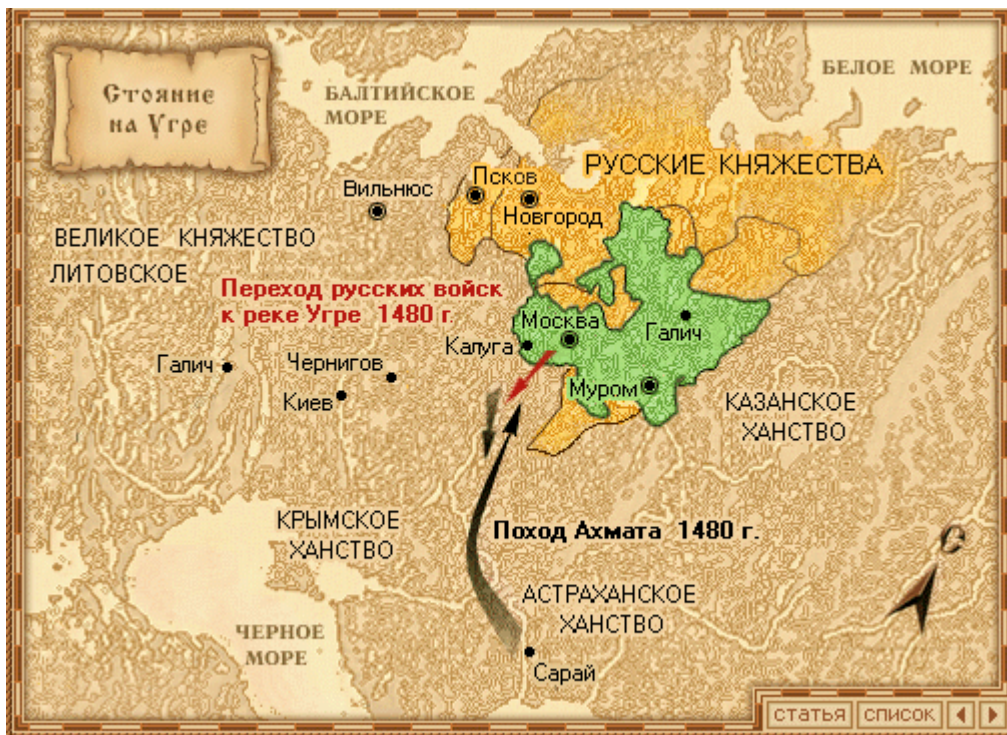 Стояние
на Угре
БАЛТИЙСКОЕ
МОРЕ
БЕЛОЕ МОРЕ
РУССКИЕ КНЯЖЕСТВА
Псков
Вильнюс
Новгород
ВЕЛИКОЕ КНЯЖЕСТВО
ЛИТОВСКОЕ
Переход русских войск
к реке Угре 1480 г.
Москва
Галич
Калуга
Галич
Чернигов
Киев
Муром
КАЗАНСКОЕ
ХАНСТВО
КРЫМСКОЕ
ХАНСТВО
Поход Ахмата 1480 г.
С
АСТРАХАНСКОЕ
ХАНСТВО
ЧЕРНОЕ
МОРЕ
Сарай
статья список